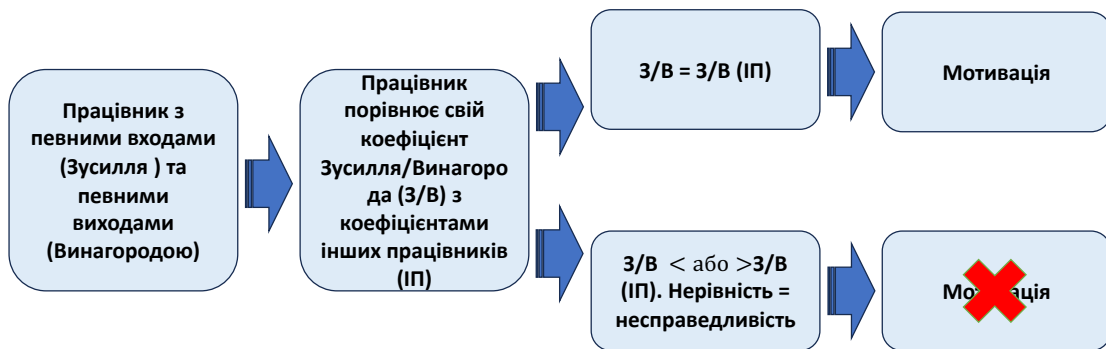 Працівник з
певними входами
(Зусилля ) та
певними
виходами
(Винагородою)
Працівник
порівнює свій
коефіцієнт
Зусилля/Винагоро
да (З/В) з
коефіцієнтами
інших працівників
(ІП)
З/В = З/В (ІП)
Мотивація
З/В < або >З/В
(ІП). Нерівність =
несправедливість
Мотивація